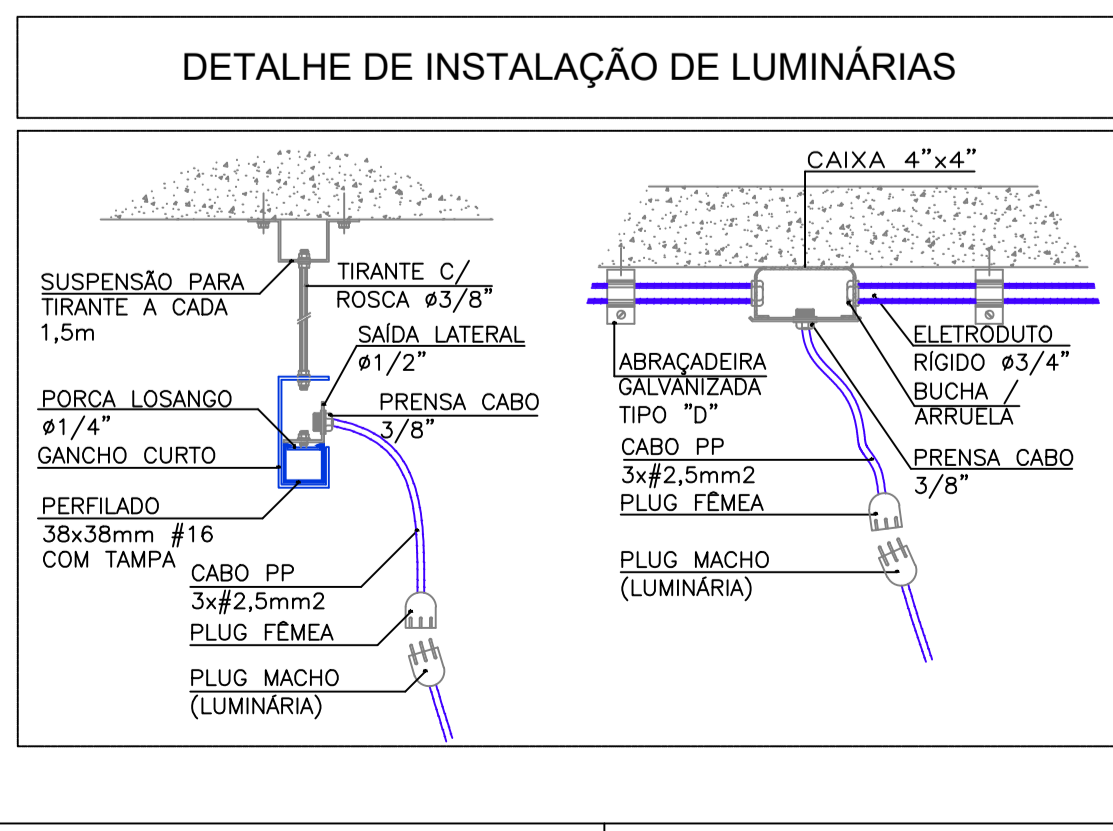 DETALHE DE INSTALAÇÃO DE LUMINÁRIAS
SUSPENSÃO PARA
TIRANTE A CADA
1,5m
TIRANTE C/
ROSCA ø3/8”
SAÍDA LATERAL
ø1/2”
PORCA LOSANGO
ø1/4”
PRENSA CABO
3/8”
GANCHO CURTO
PERFILADO
38x38mm #16
COM TAMPA
CABO PP
3x#2,5mm2
PLUG FÊMEA
PLUG MACHO
(LUMINÁRIA)
CAIXA 4”x4”
ABRAÇADEIRA
GALVANIZADA
TIPO ”D”
ELETRODUTO
RÍGIDO ø3/4”
BUCHA /
ARRUELA
CABO PP
3x#2,5mm2
PLUG FÊMEA
PRENSA CABO
3/8”
PLUG MACHO
(LUMINÁRIA)